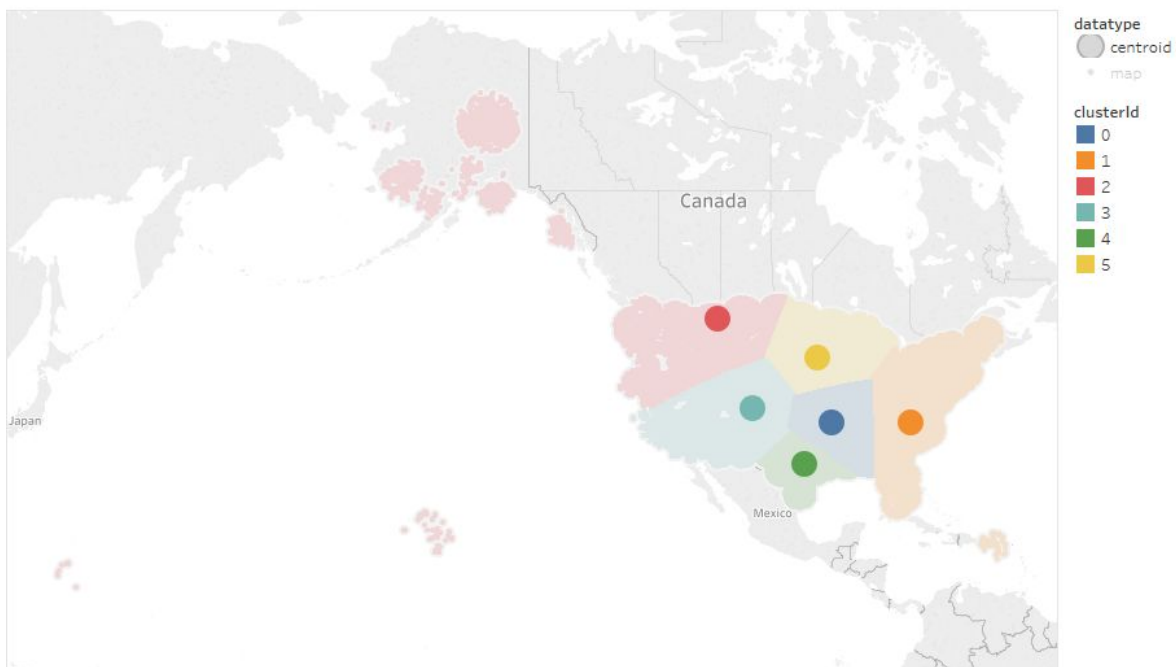 datatype
centroid
map
clusterId
0
1
2
3
4
5
Canada
Japan
Mexico